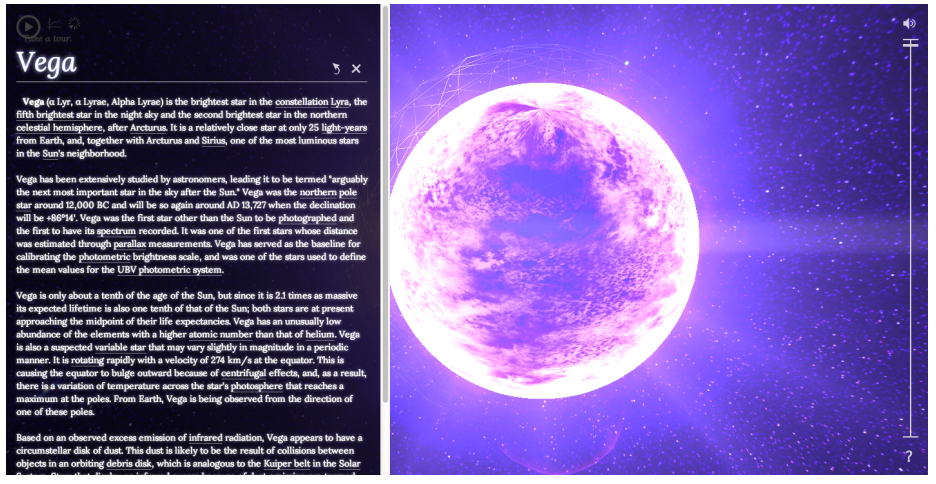 Take a tour.
Vega
Vega (α Lyr, α Lyrae, Alpha Lyrae) is the brightest star in the constellation Lyra, the
fifth brightest star in the night sky and the second brightest star in the northern
celestial hemisphere, after Arcturus. It is a relatively close star at only 25 light-years
from Earth, and, together with Arcturus and Sirius, one of the most luminous stars
in the Sun's neighborhood.
Vega has been extensively studied by astronomers, leading it to be termed "arguably
the next most important star in the sky after the Sun." Vega was the northern pole
star around 12,000 BC and will be so again around AD 13,727 when the declination
will be +86°14'. Vega was the first star other than the Sun to be photographed and
the first to have its spectrum recorded. It was one of the first stars whose distance
was estimated through parallax measurements. Vega has served as the baseline for
calibrating the photometric brightness scale, and was one of the stars used to define
the mean values for the UBV photometric system.
Vega is only about a tenth of the age of the Sun, but since it is 2.1 times as massive
its expected lifetime is also one tenth of that of the Sun; both stars are at present
approaching the midpoint of their life expectancies. Vega has an unusually low
abundance of the elements with a higher atomic number than that of helium. Vega
is also a suspected variable star that may vary slightly in magnitude in a periodic
manner. It is rotating rapidly with a velocity of 274 km/s at the equator. This is
causing the equator to bulge outward because of centrifugal effects, and, as a result,
there is a variation of temperature across the star's photosphere that reaches a
maximum at the poles. From Earth, Vega is being observed from the direction of
one of these poles.
Based on an observed excess emission of infrared radiation, Vega appears to have a
circumstellar disk of dust. This dust is likely to be the result of collisions between
objects in an orbiting debris disk, which is analogous to the Kuiper belt in the Solar
?